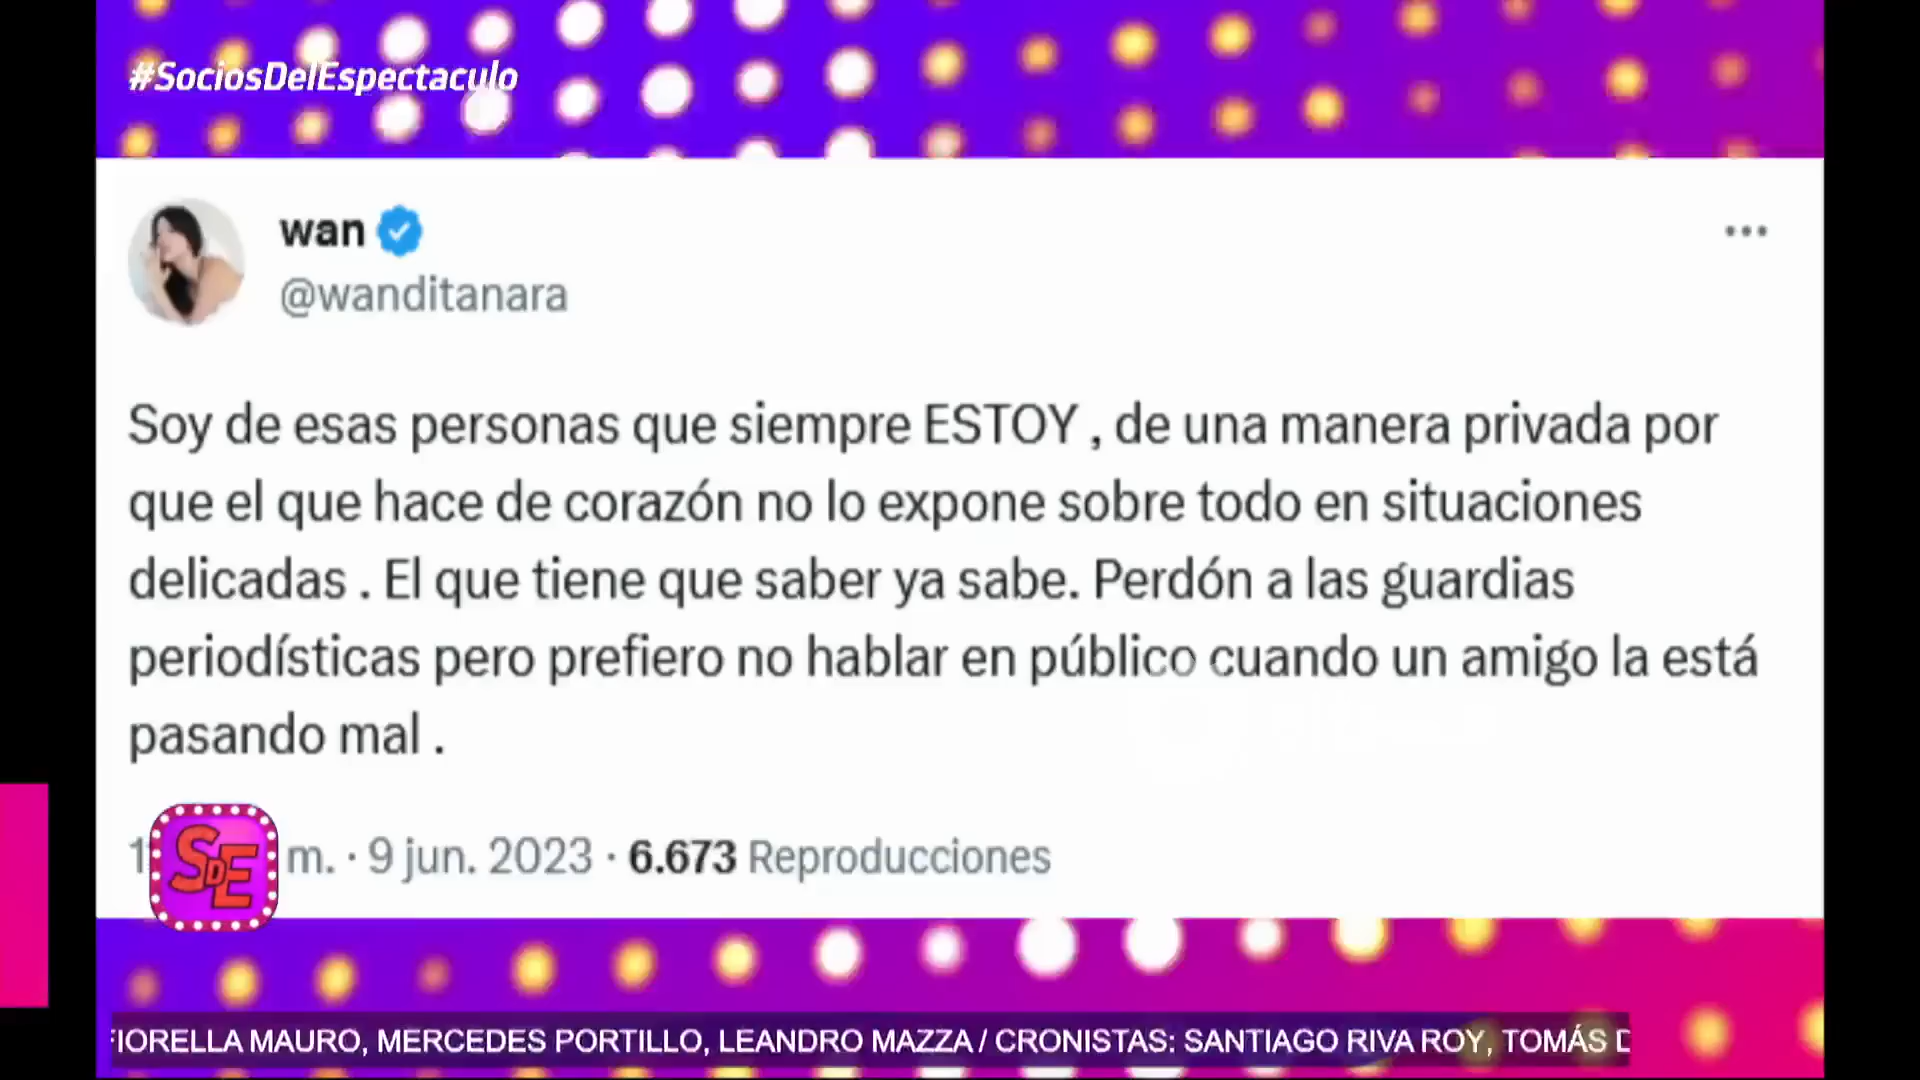 #SociosDelEspectaculo
wan
@wanditanara
Soy de esas personas que siempre ESTOY , de una manera privada por
que el que hace de corazón no lo expone sobre todo en situaciones
delicadas . El que tiene que saber ya sabe. Perdón a las guardias
periodísticas pero prefiero no hablar en público cuando un amigo la está
pasando mal .
m. · 9 jun. 2023 · 6.673 Reproducciones
SDE
FIORELLA MAURO, MERCEDES PORTILLO, LEANDRO MAZZA / CRONISTAS: SANTIAGO RIVA ROY, TOMÁS